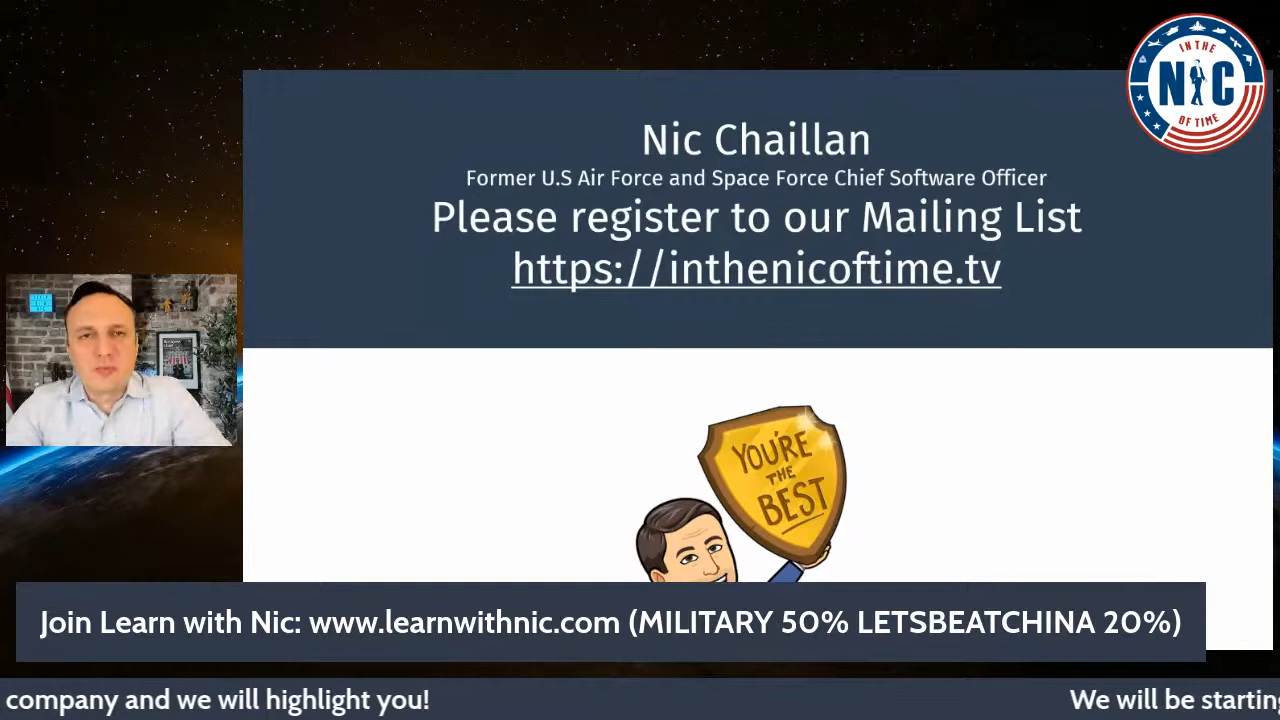 IN THE
NIC
OF TIME
Nic Chaillan
Former U.S Air Force and Space Force Chief Software Officer
Please register to our Mailing List
https://inthenicoftime.tv
YOU'RE
THE
BEST
Join Learn with Nic: www.learnwithnic.com (MILITARY 50% LETSBEATCHINA 20%)
company and we will highlight you!
We will be starting